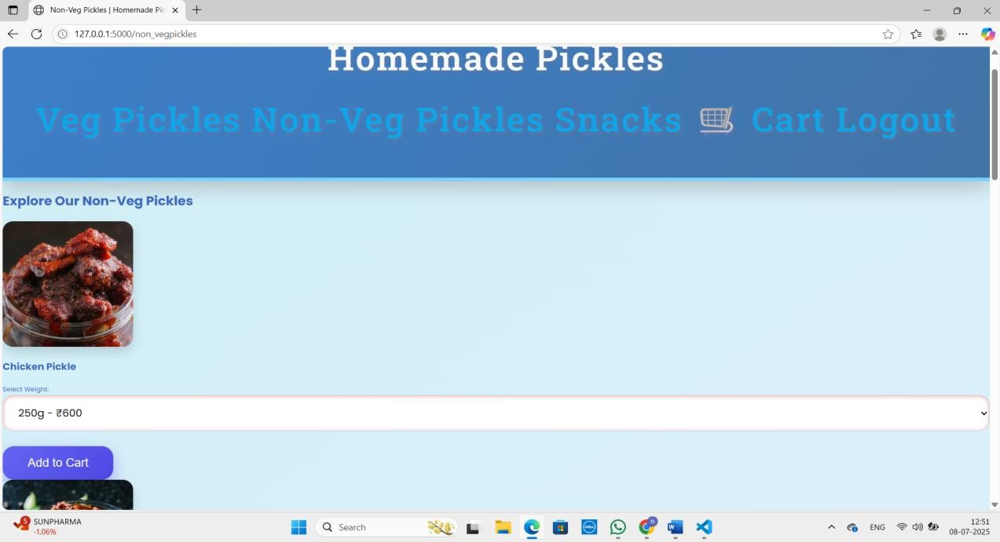 Non-Veg Pickles | Homemade Pic
127.0.0.1:5000/non_vegpickles
Homemade Pickles
Veg Pickles Non-Veg Pickles Snacks 🛒 Cart Logout
Explore Our Non-Veg Pickles
Chicken Pickle
Select Weight:
250g - ₹600
Add to Cart
5
SUNPHARMA
-1.06%
Search
DELL
N
W
ENG
12:51
08-07-2025